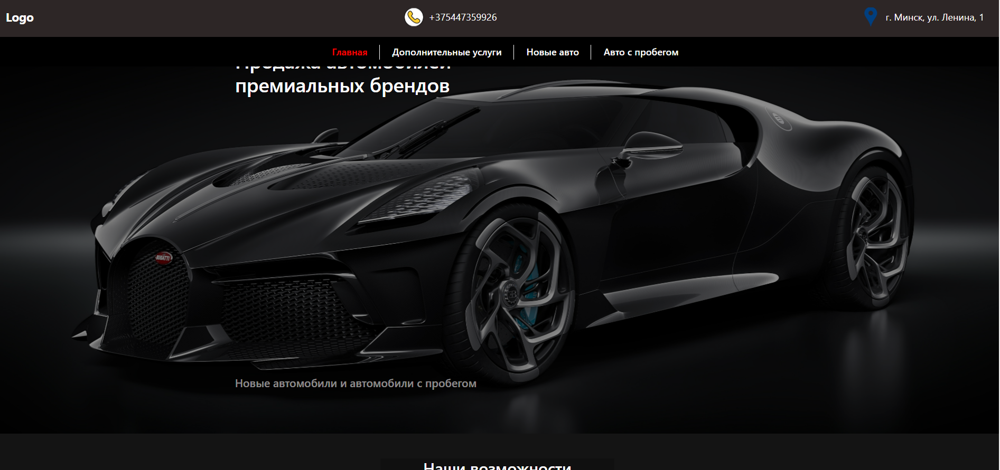 Logo
+375447359926
г. Минск, ул. Ленина, 1
Главная
Дополнительные услуги
Новые авто
Авто с пробегом
Продажа автомобилей
премиальных брендов
BUGATTI
Новые автомобили и автомобили с пробегом
Наши возможности